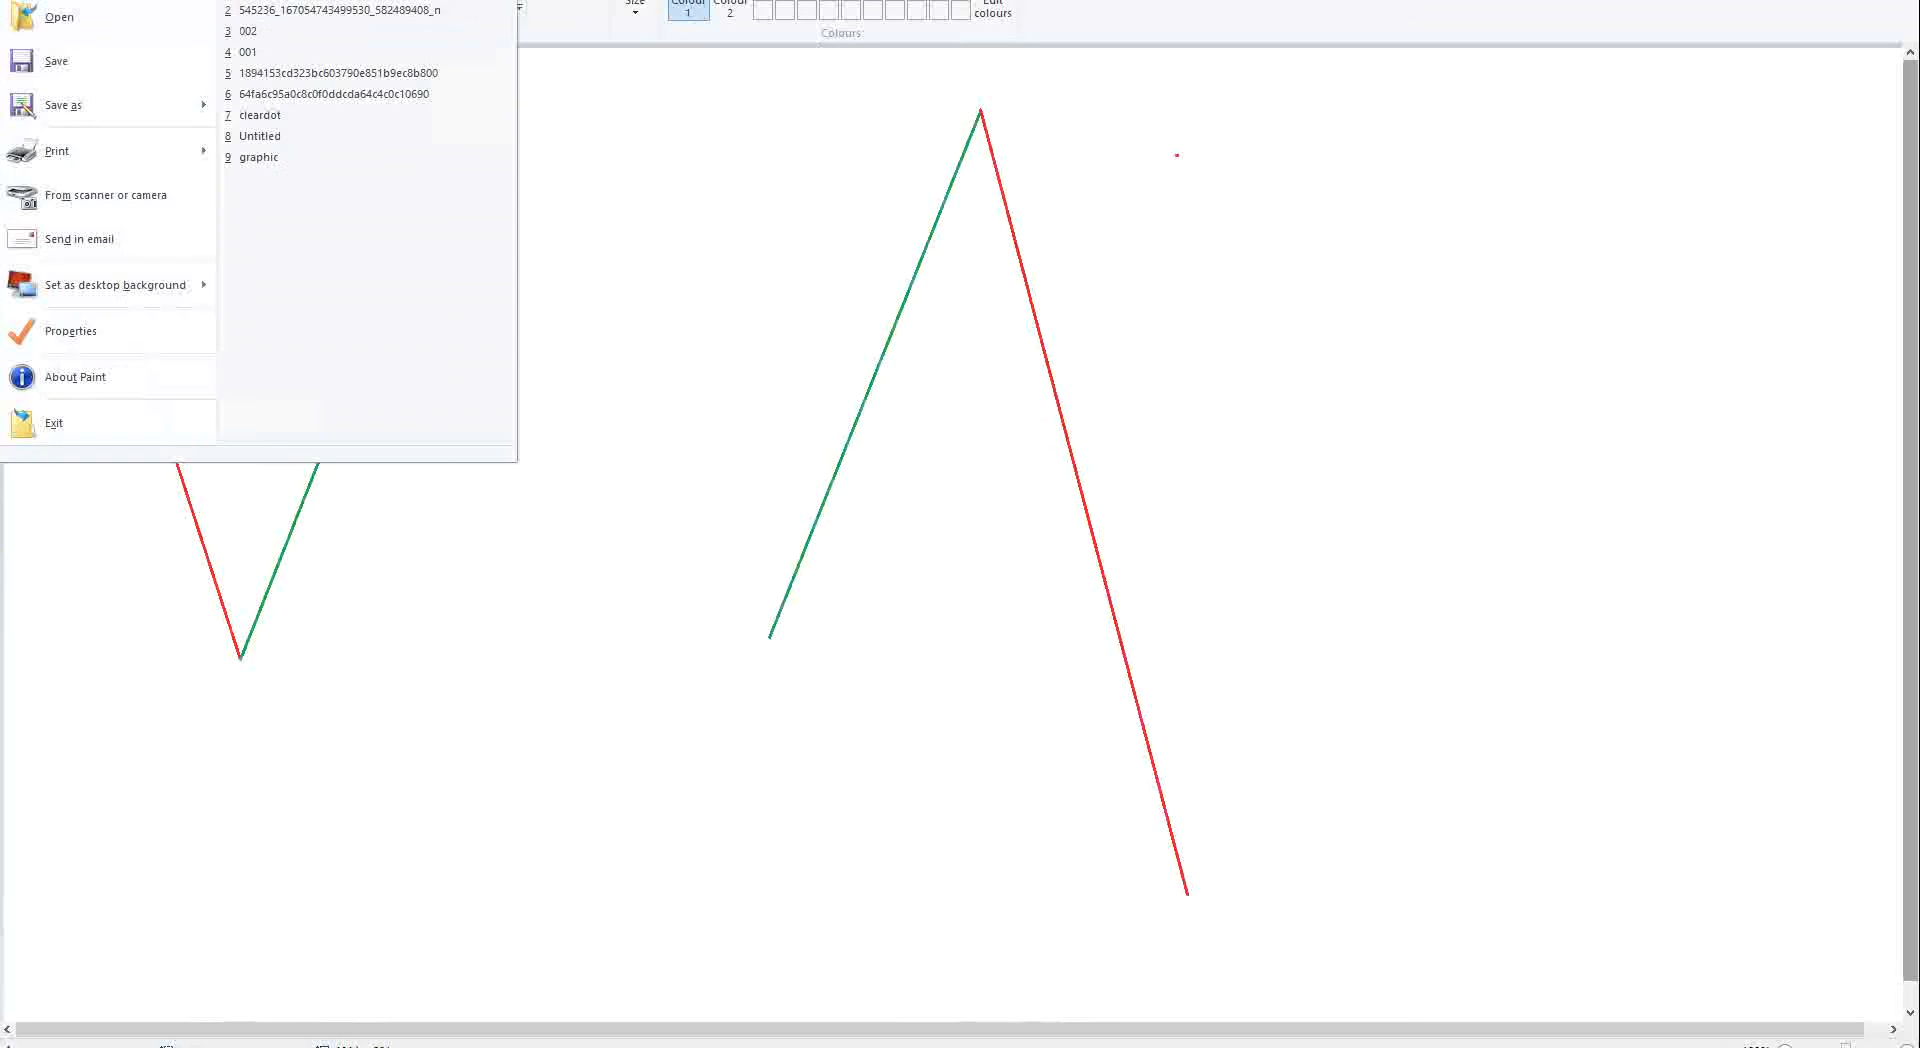 Open
Save
Save as
Print
From scanner or camera
Send in email
Set as desktop background
Properties
About Paint
Exit
2 545236_167054743499530_582489408_n
3 002
4 001
5 1894153cd323bc603790e851b9ec8b800
6 64fa6c95a0c8c0f0ddcda64c4c0c10690
7 cleardot
8 Untitled
9 graphic
Size
Colour
1
Colour
2
Edit
colours
Colours